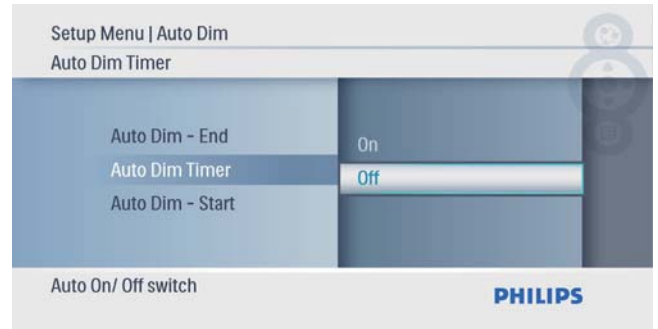 Setup Menu | Auto Dim
Auto Dim Timer
Auto Dim - End
Auto Dim Timer
Auto Dim - Start
On
Off
Auto On/ Off switch
PHILIPS